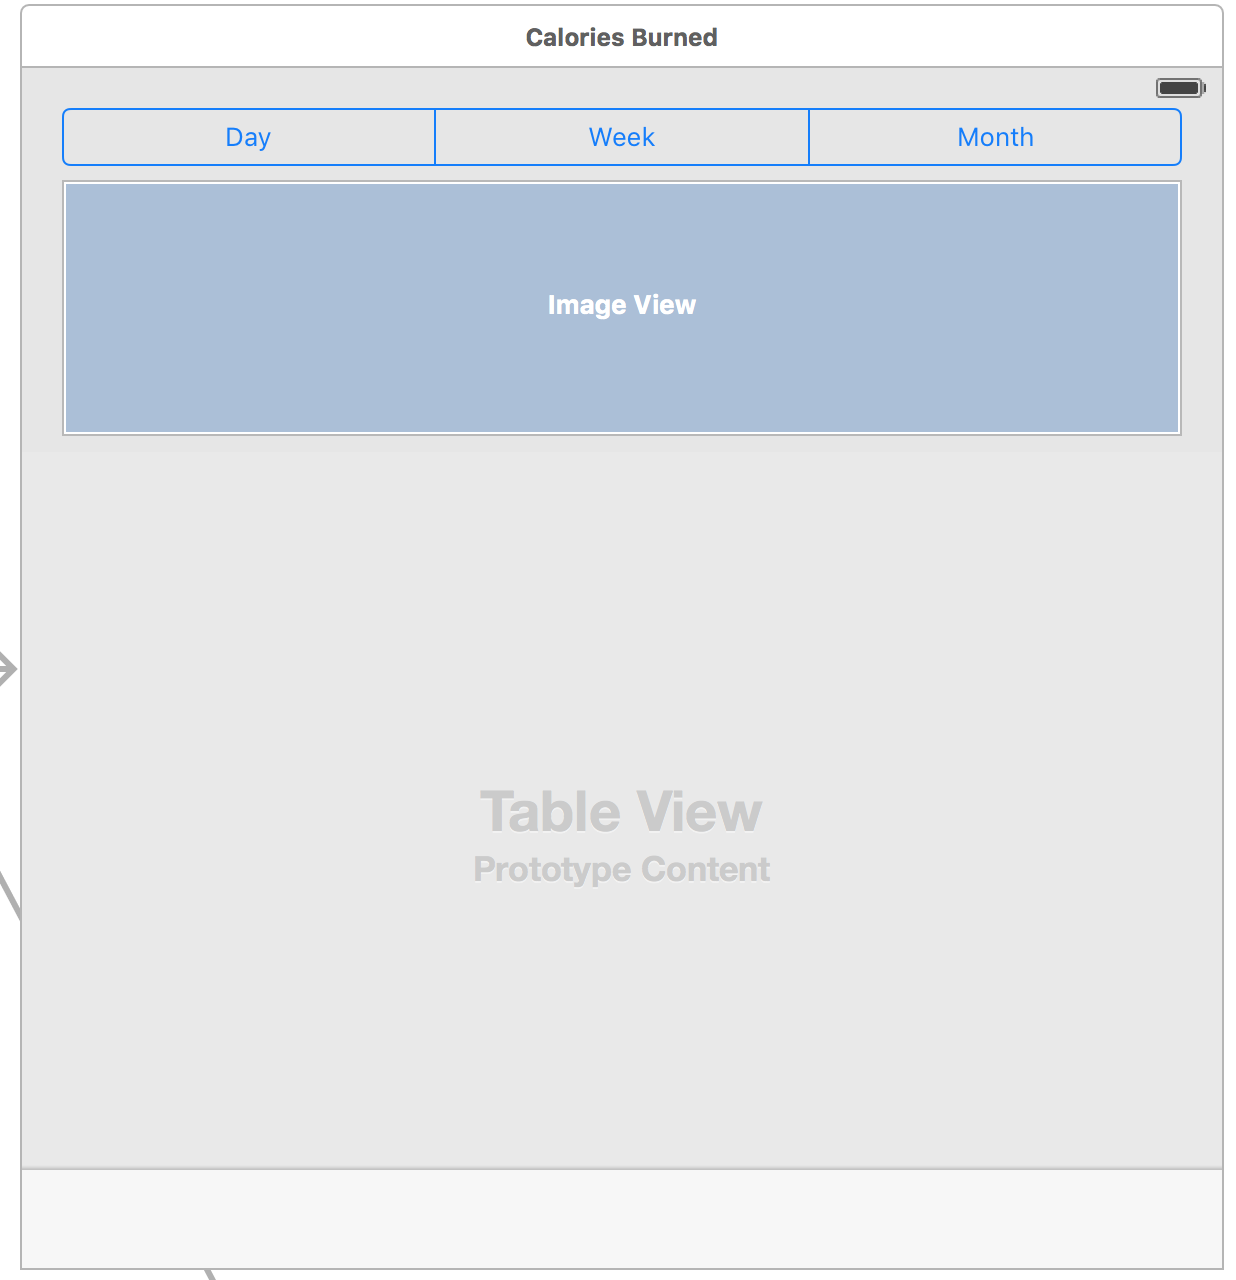 Calories Burned
Day Week Month
Image View
Table View
Prototype Content